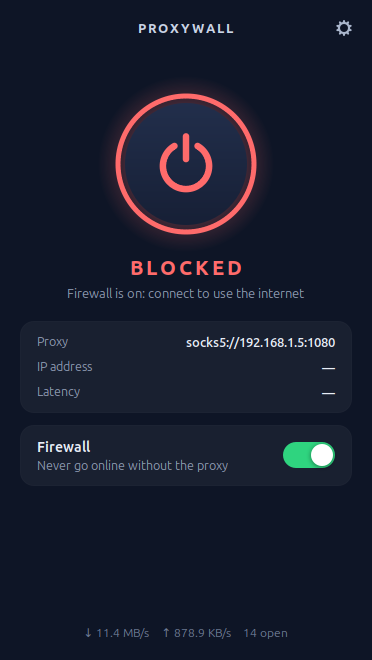 PROXYWALL
BLOCKED
Firewall is on: connect to use the internet
Proxy socks5://192.168.1.5:1080
IP address —
Latency —
Firewall
Never go online without the proxy
↓ 11.4 MB/s ↑ 878.9 KB/s 14 open